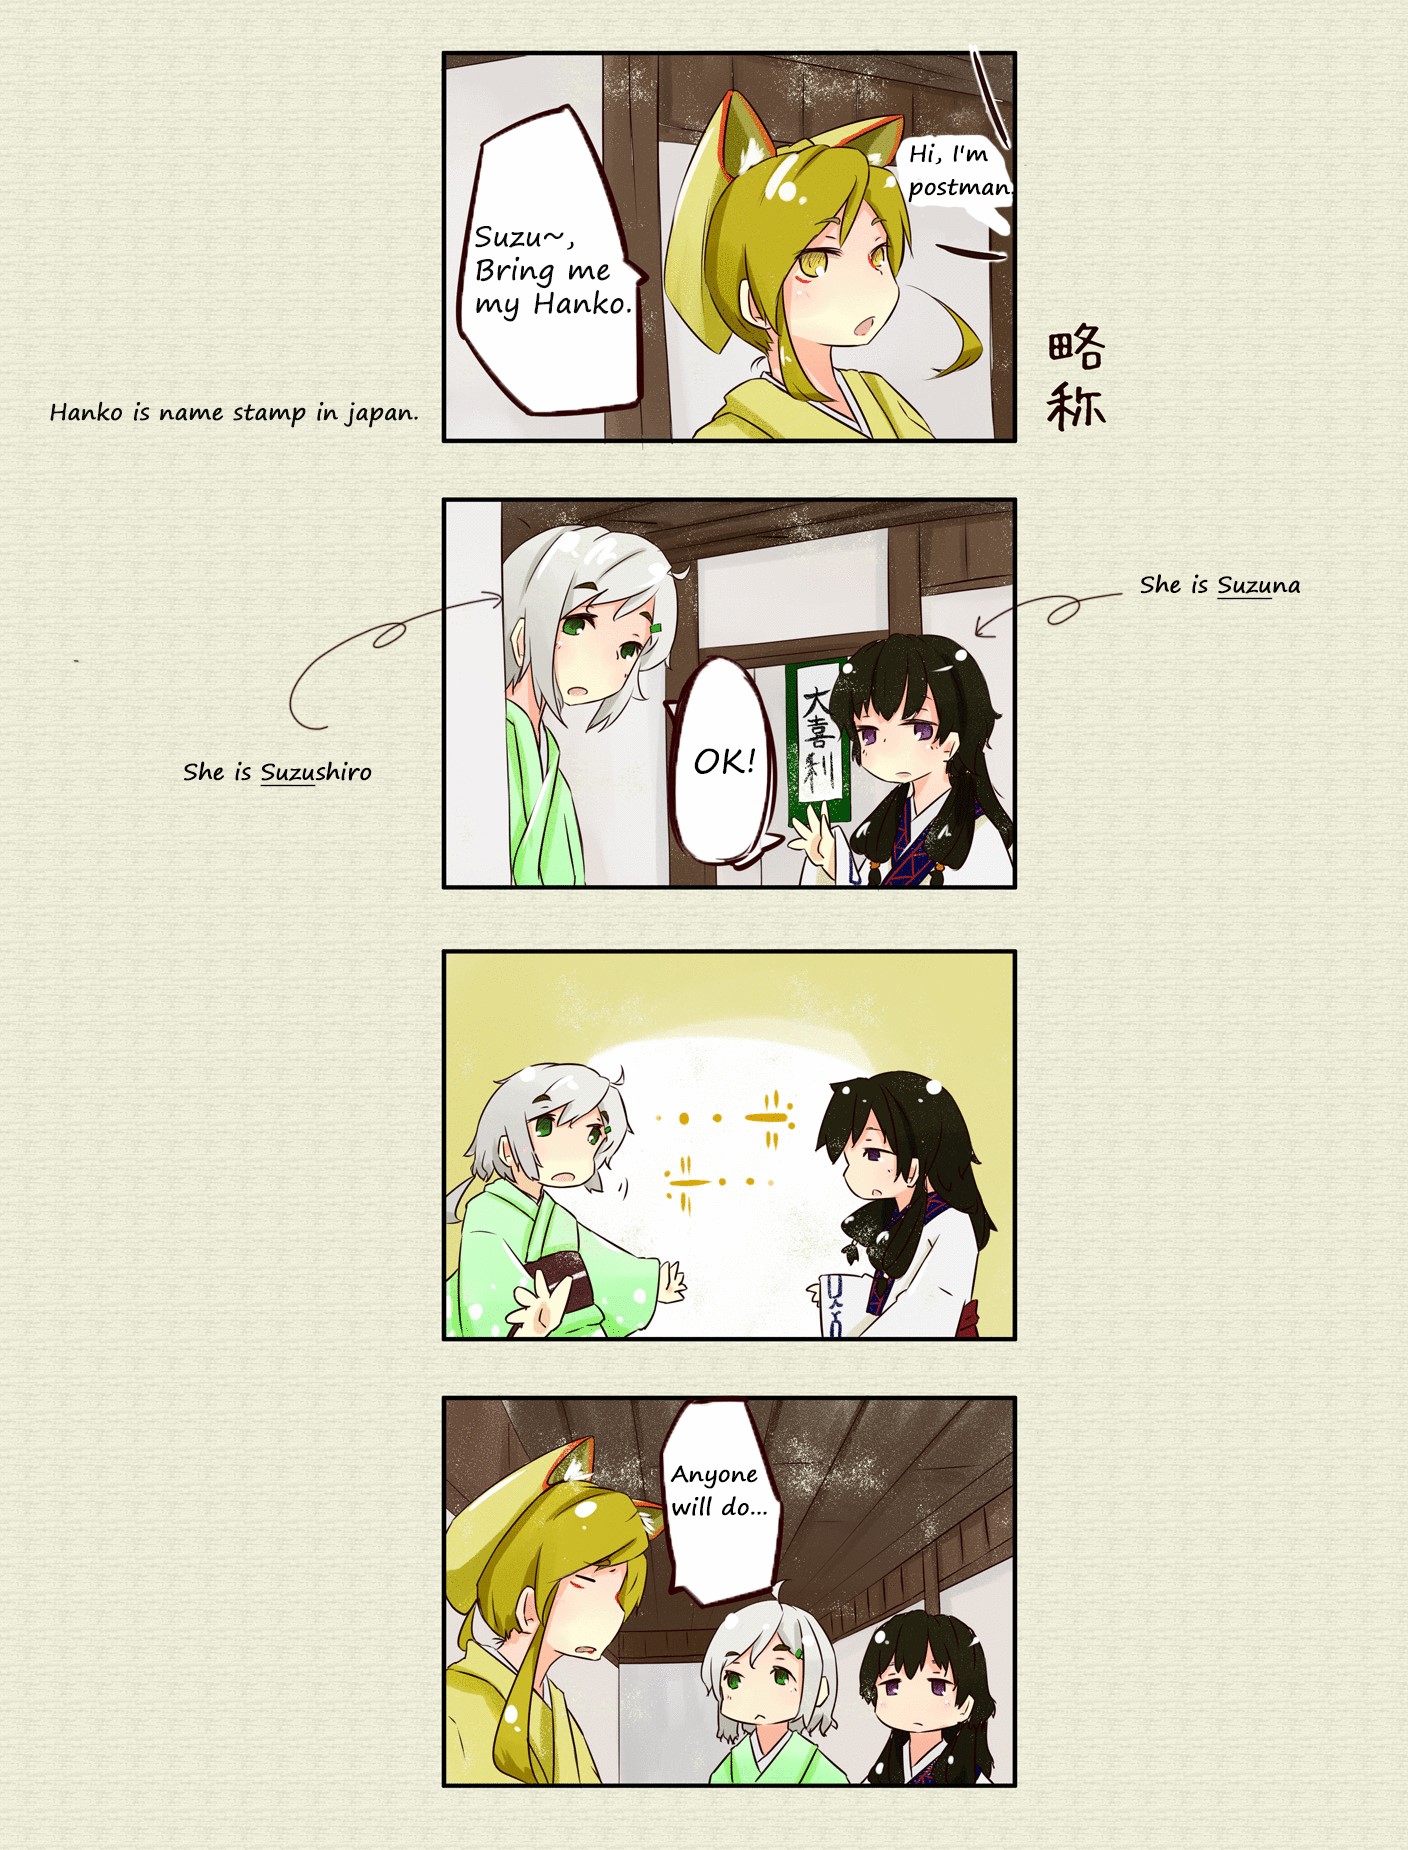 略
称
Hi, I'm
postman.
Suzu~,
Bring me
my Hanko.
Hanko is name stamp in japan.
She is Suzuna
大
喜
利
OK!
She is Suzushiro
Anyone
will do...